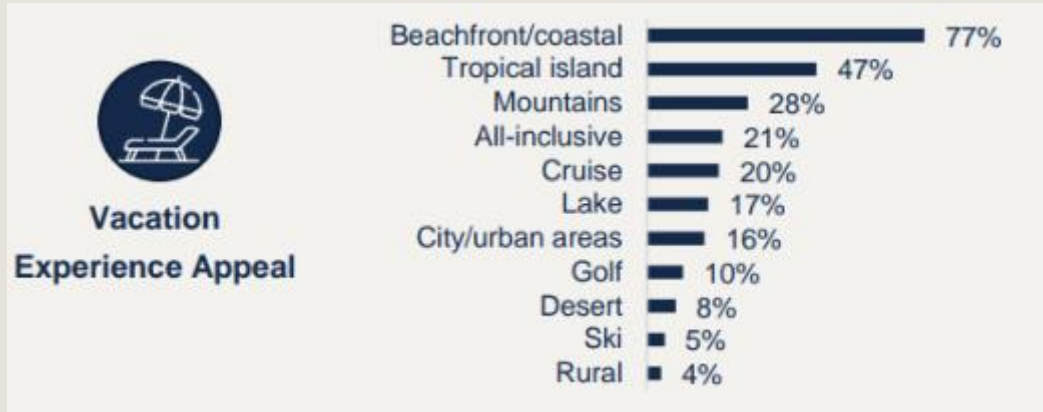 Vacation
Experience Appeal
Beachfront/coastal 77%
Tropical island 47%
Mountains 28%
All-inclusive 21%
Cruise 20%
Lake 17%
City/urban areas 16%
Golf 10%
Desert 8%
Ski 5%
Rural 4%